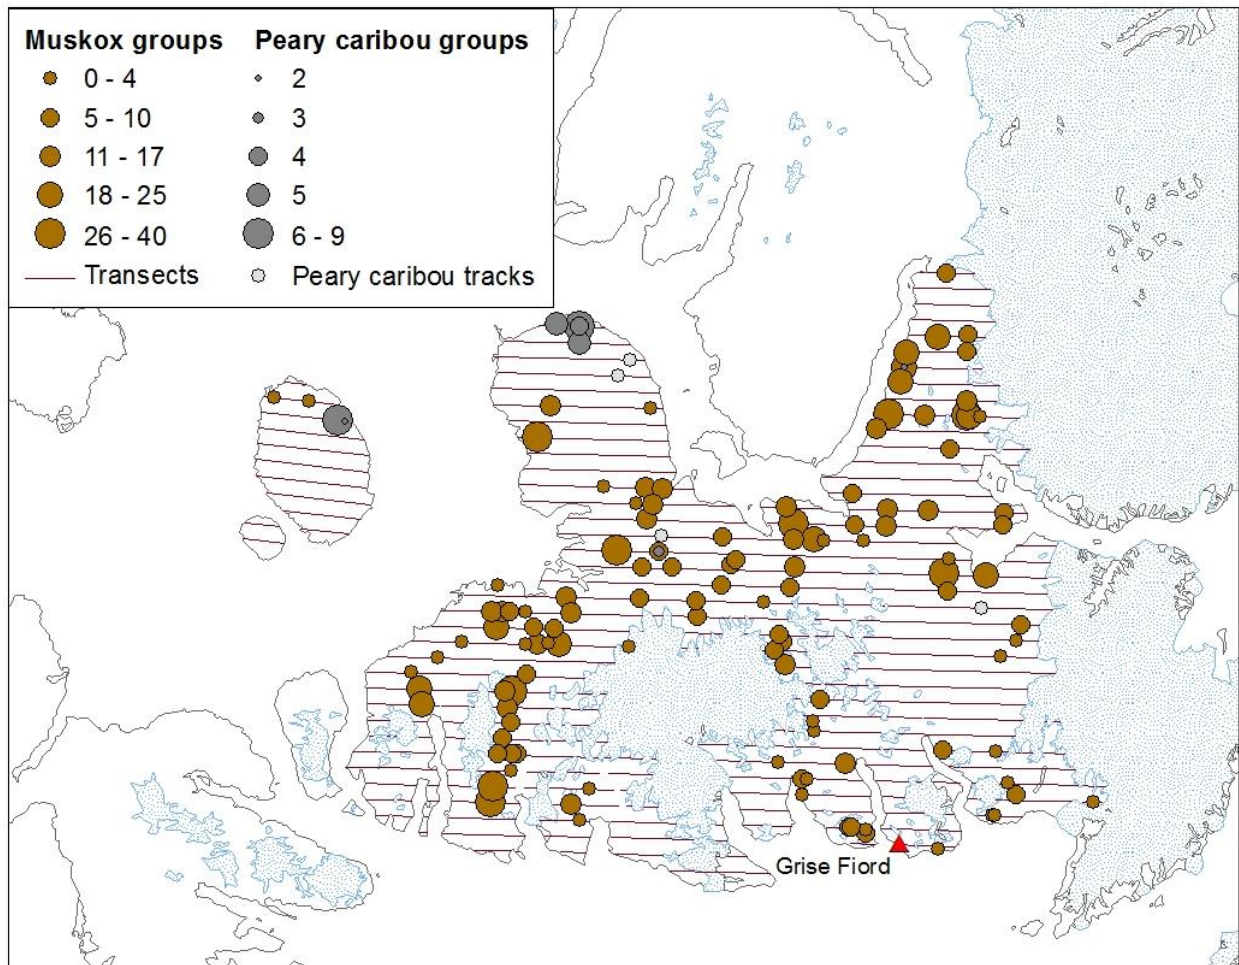 Muskox groups
0 - 4
5 - 10
11 - 17
18 - 25
26 - 40
Transects
Peary caribou groups
2
3
4
5
6 - 9
Peary caribou tracks
Grise Fiord